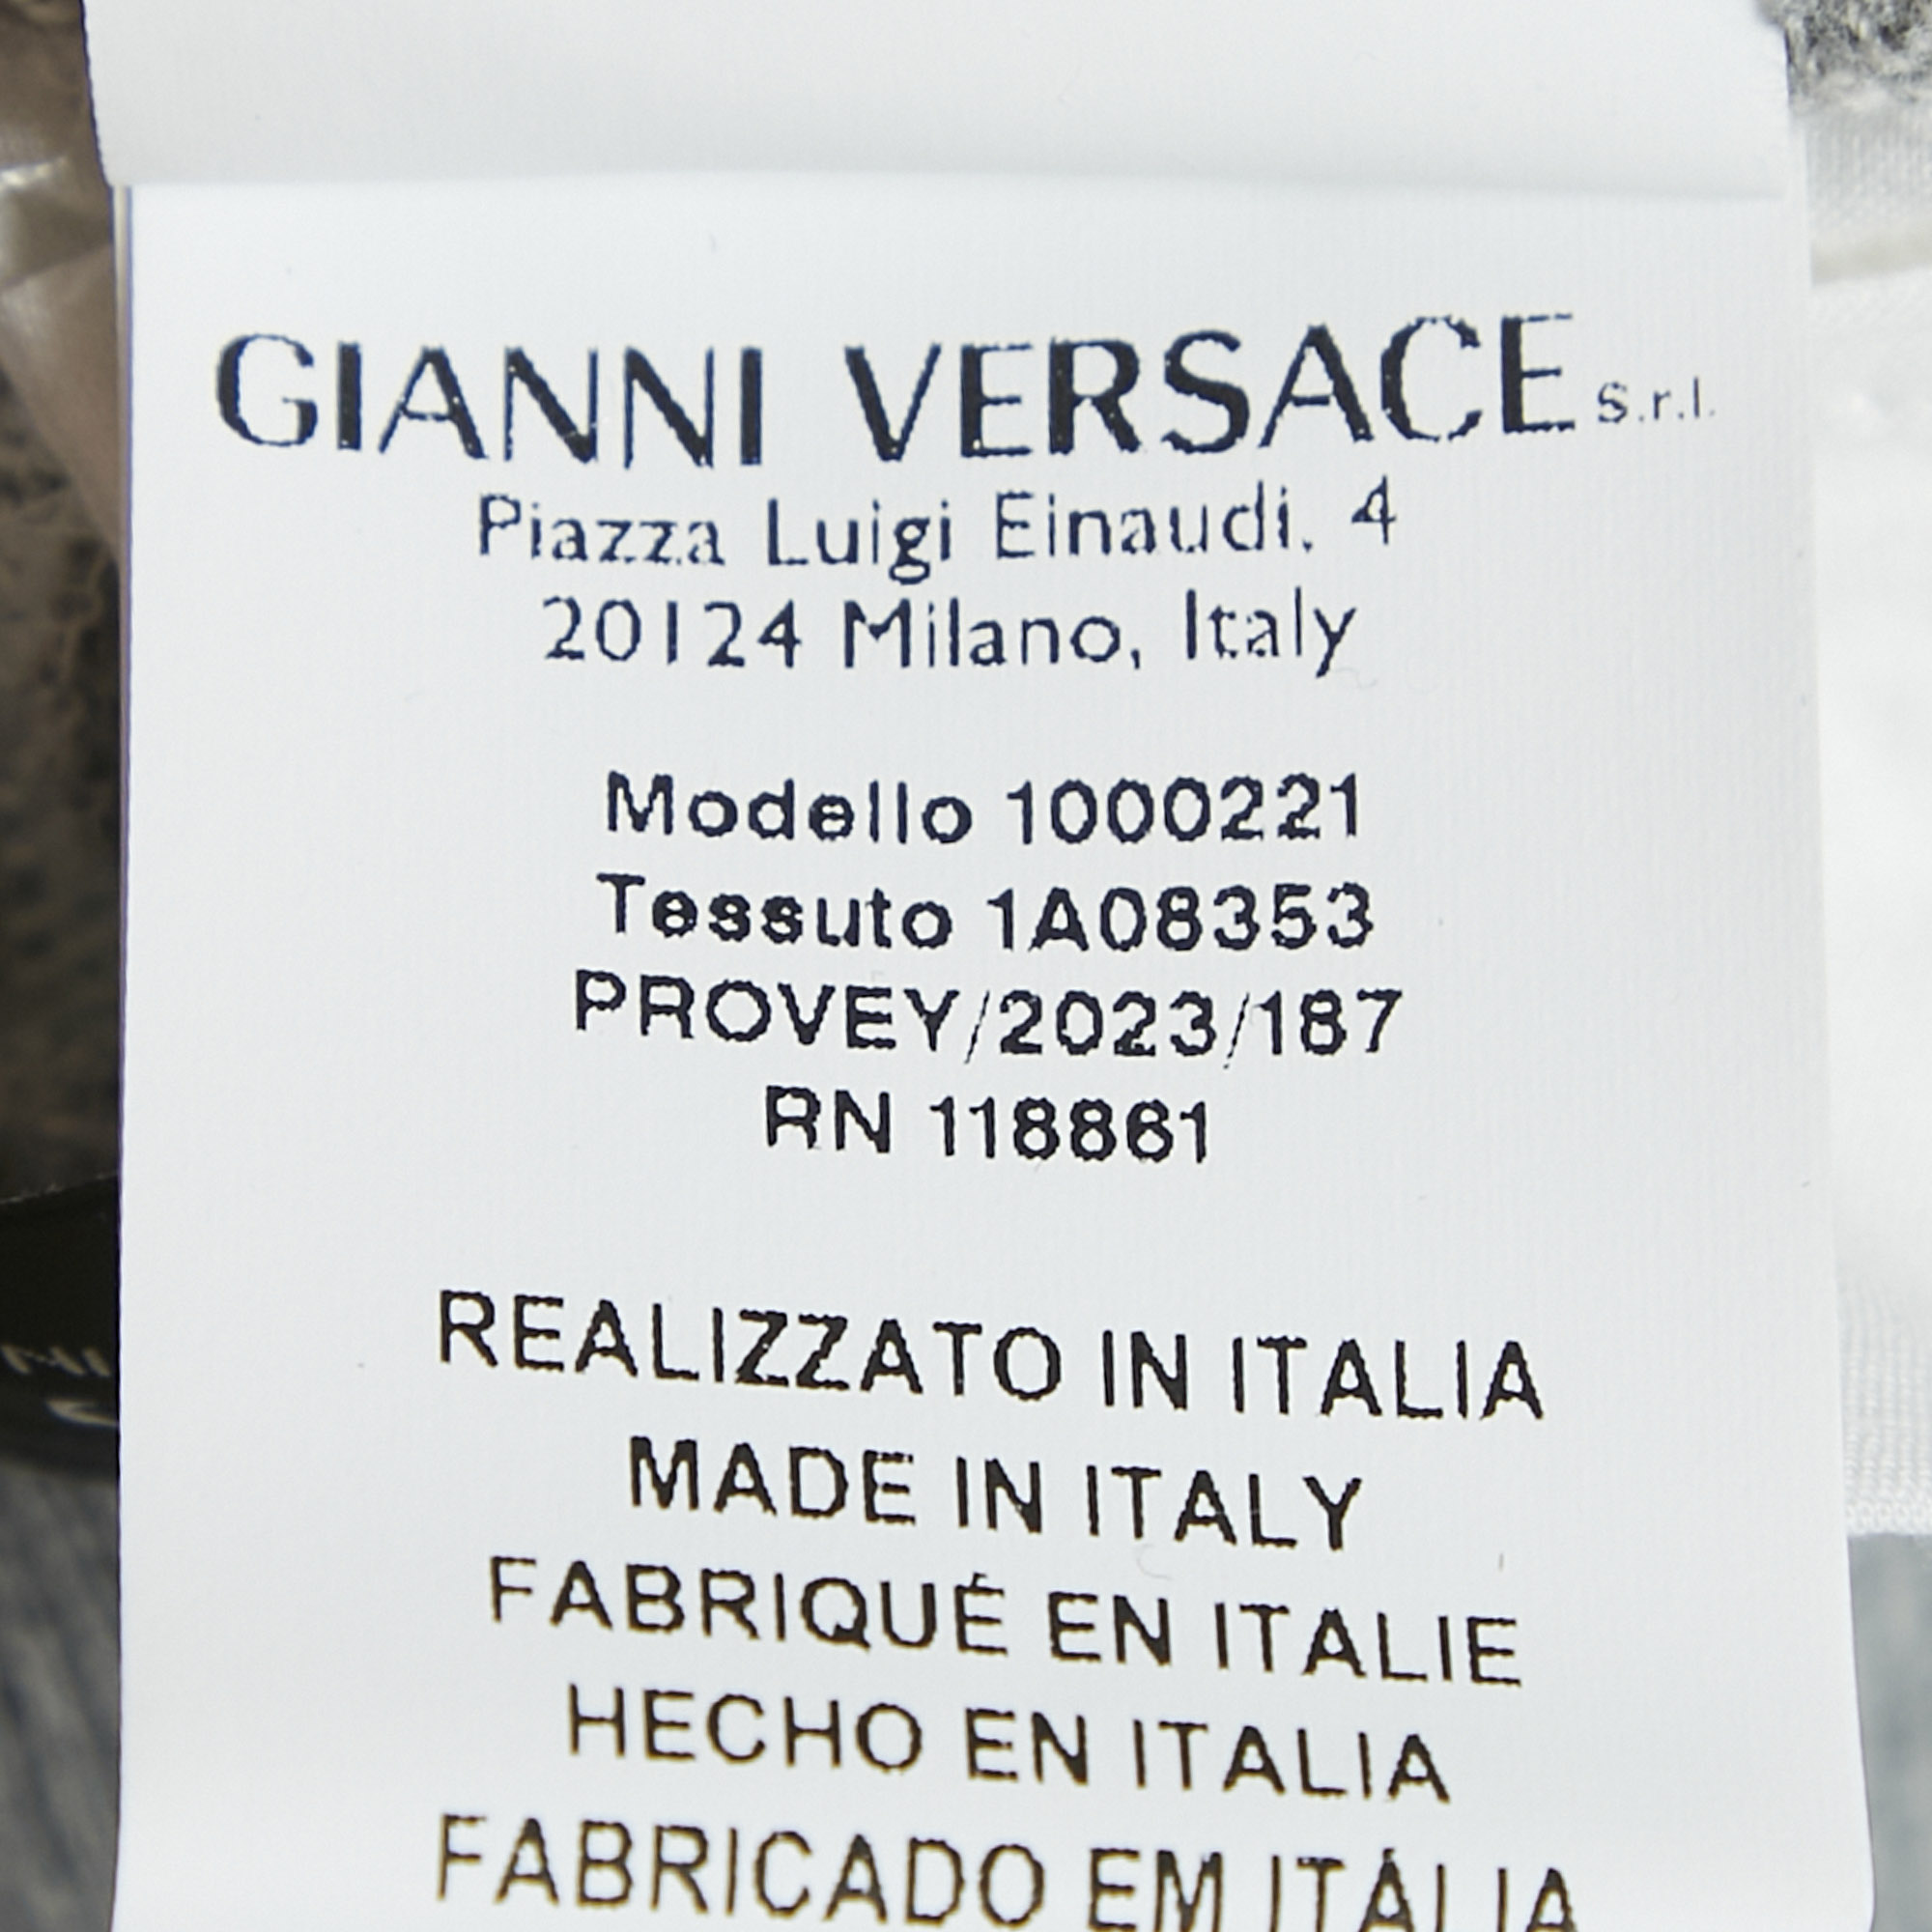 GIANNI VERSACE S.r.l.
Piazza Luigi Einaudi, 4
20124 Milano, Italy
Modello 1000221
Tessuto 1A08353
PROVEY/2023/187
RN 118861
REALIZZATO IN ITALIA
MADE IN ITALY
FABRIQUÉ EN ITALIE
HECHO EN ITALIA
FABRICADO EM ITÁLIA